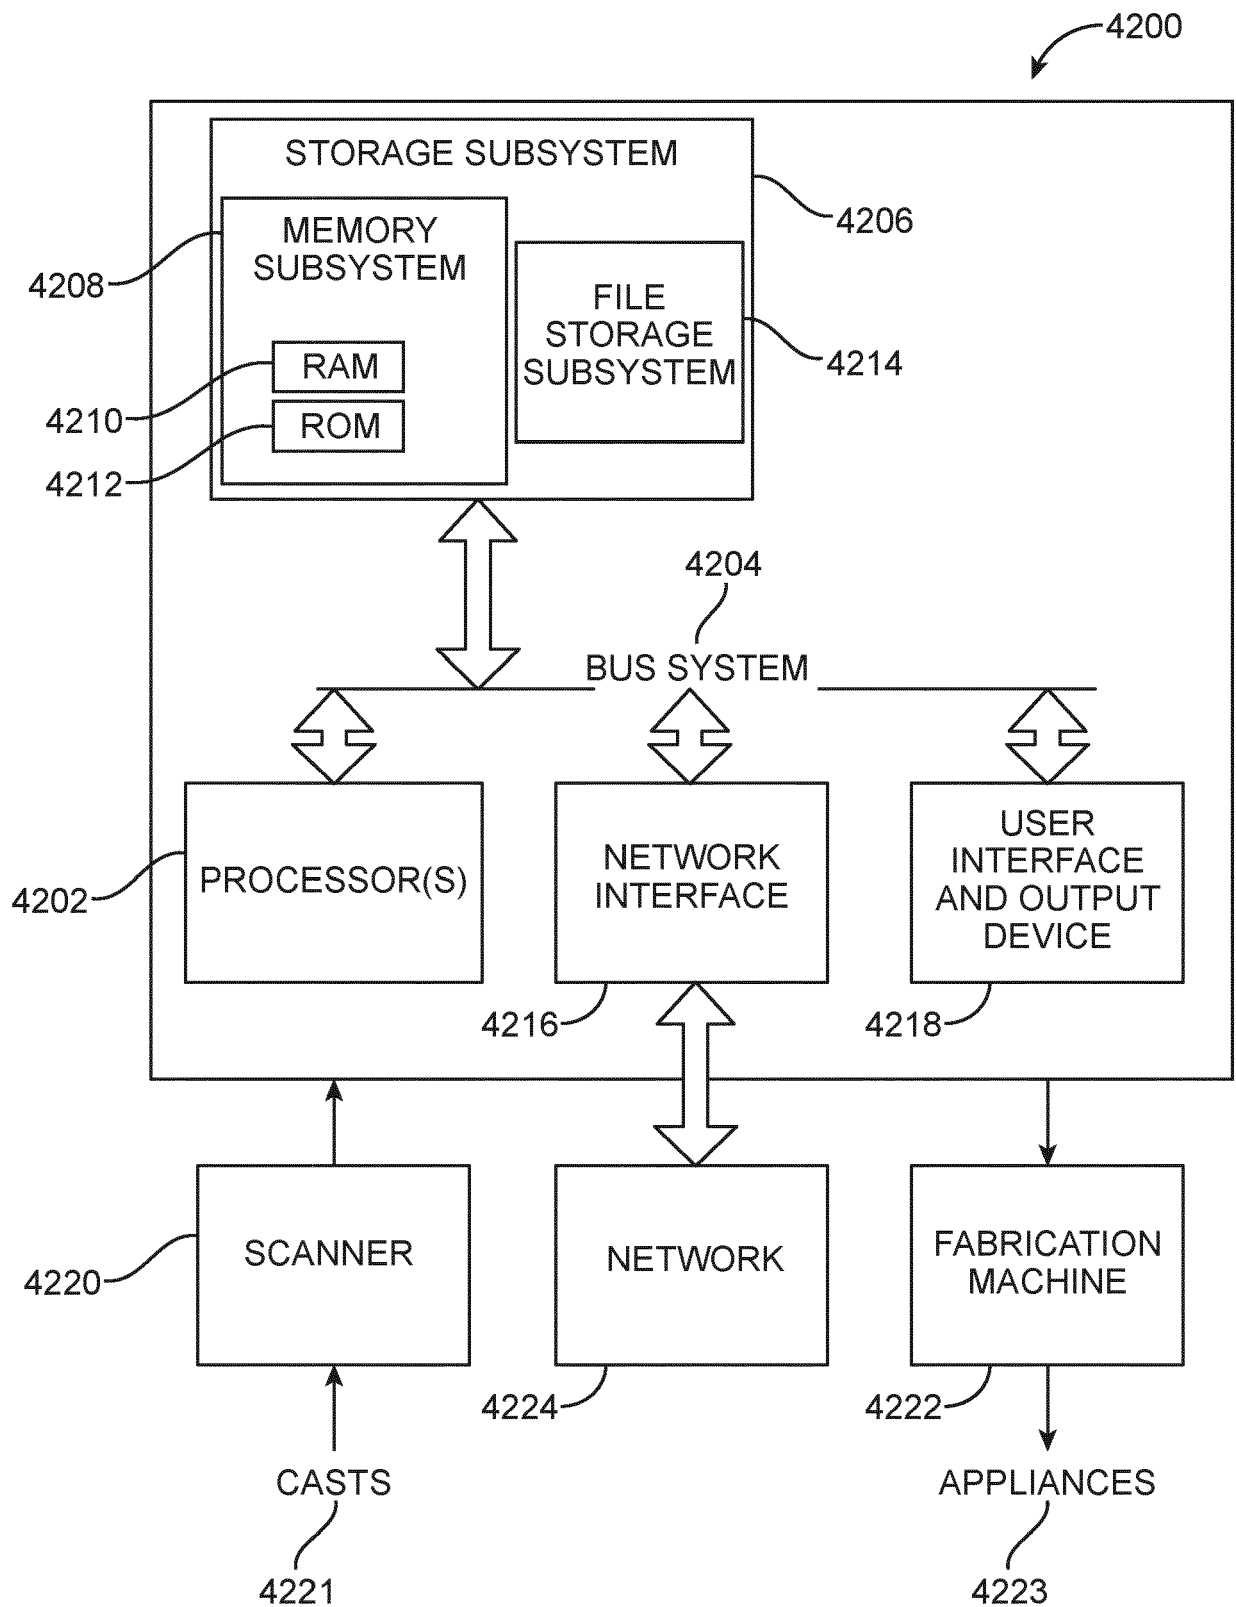 4200
STORAGE SUBSYSTEM
4206
MEMORY
SUBSYSTEM
4208
FILE
STORAGE
SUBSYSTEM
4214
RAM
4210
ROM
4212
4204
BUS SYSTEM
PROCESSOR(S)
4202
NETWORK
INTERFACE
4216
USER
INTERFACE
AND OUTPUT
DEVICE
4218
SCANNER
4220
NETWORK
4224
FABRICATION
MACHINE
4222
CASTS
4221
APPLIANCES
4223